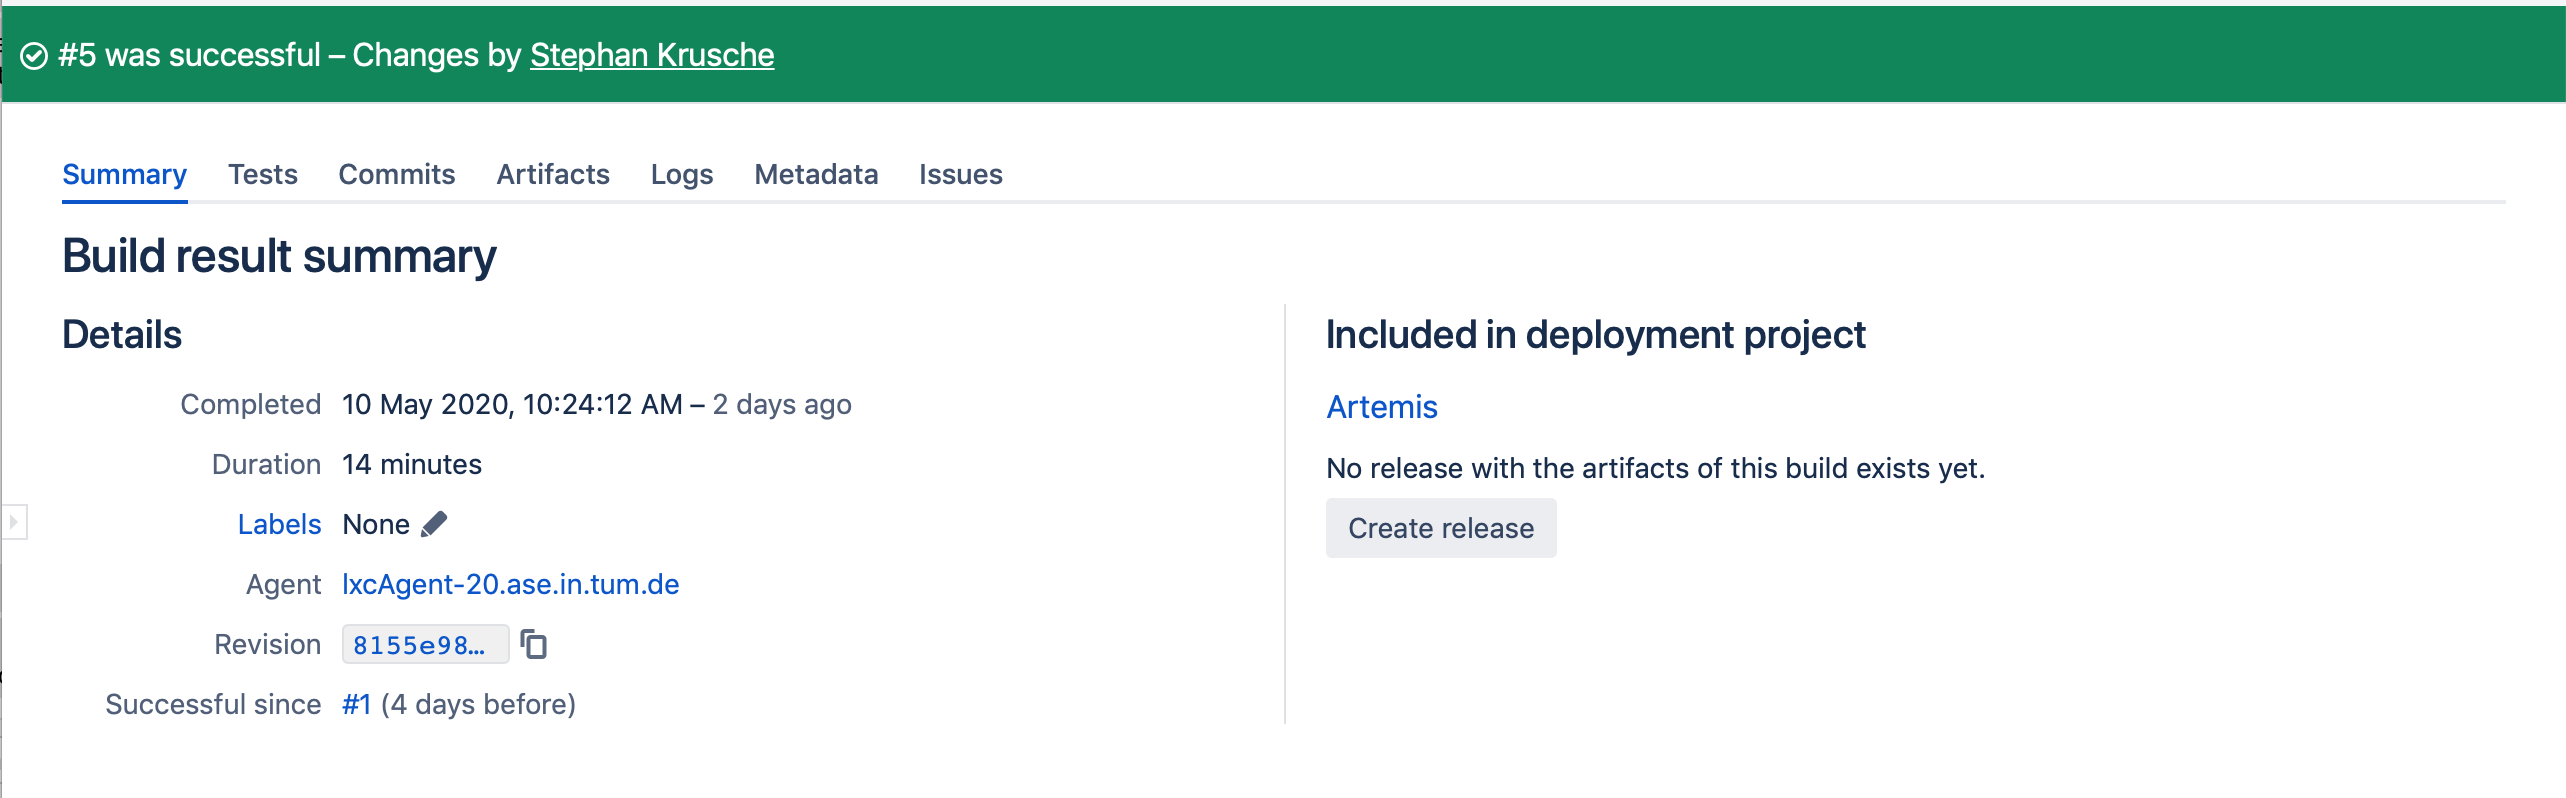 #5 was successful – Changes by Stephan Krusche
Summary Tests Commits Artifacts Logs Metadata Issues
Build result summary
Details
Completed 10 May 2020, 10:24:12 AM – 2 days ago
Duration 14 minutes
Labels None
Agent lxcAgent-20.ase.in.tum.de
Revision 8155e98…
Successful since #1 (4 days before)
Included in deployment project
Artemis
No release with the artifacts of this build exists yet.
Create release